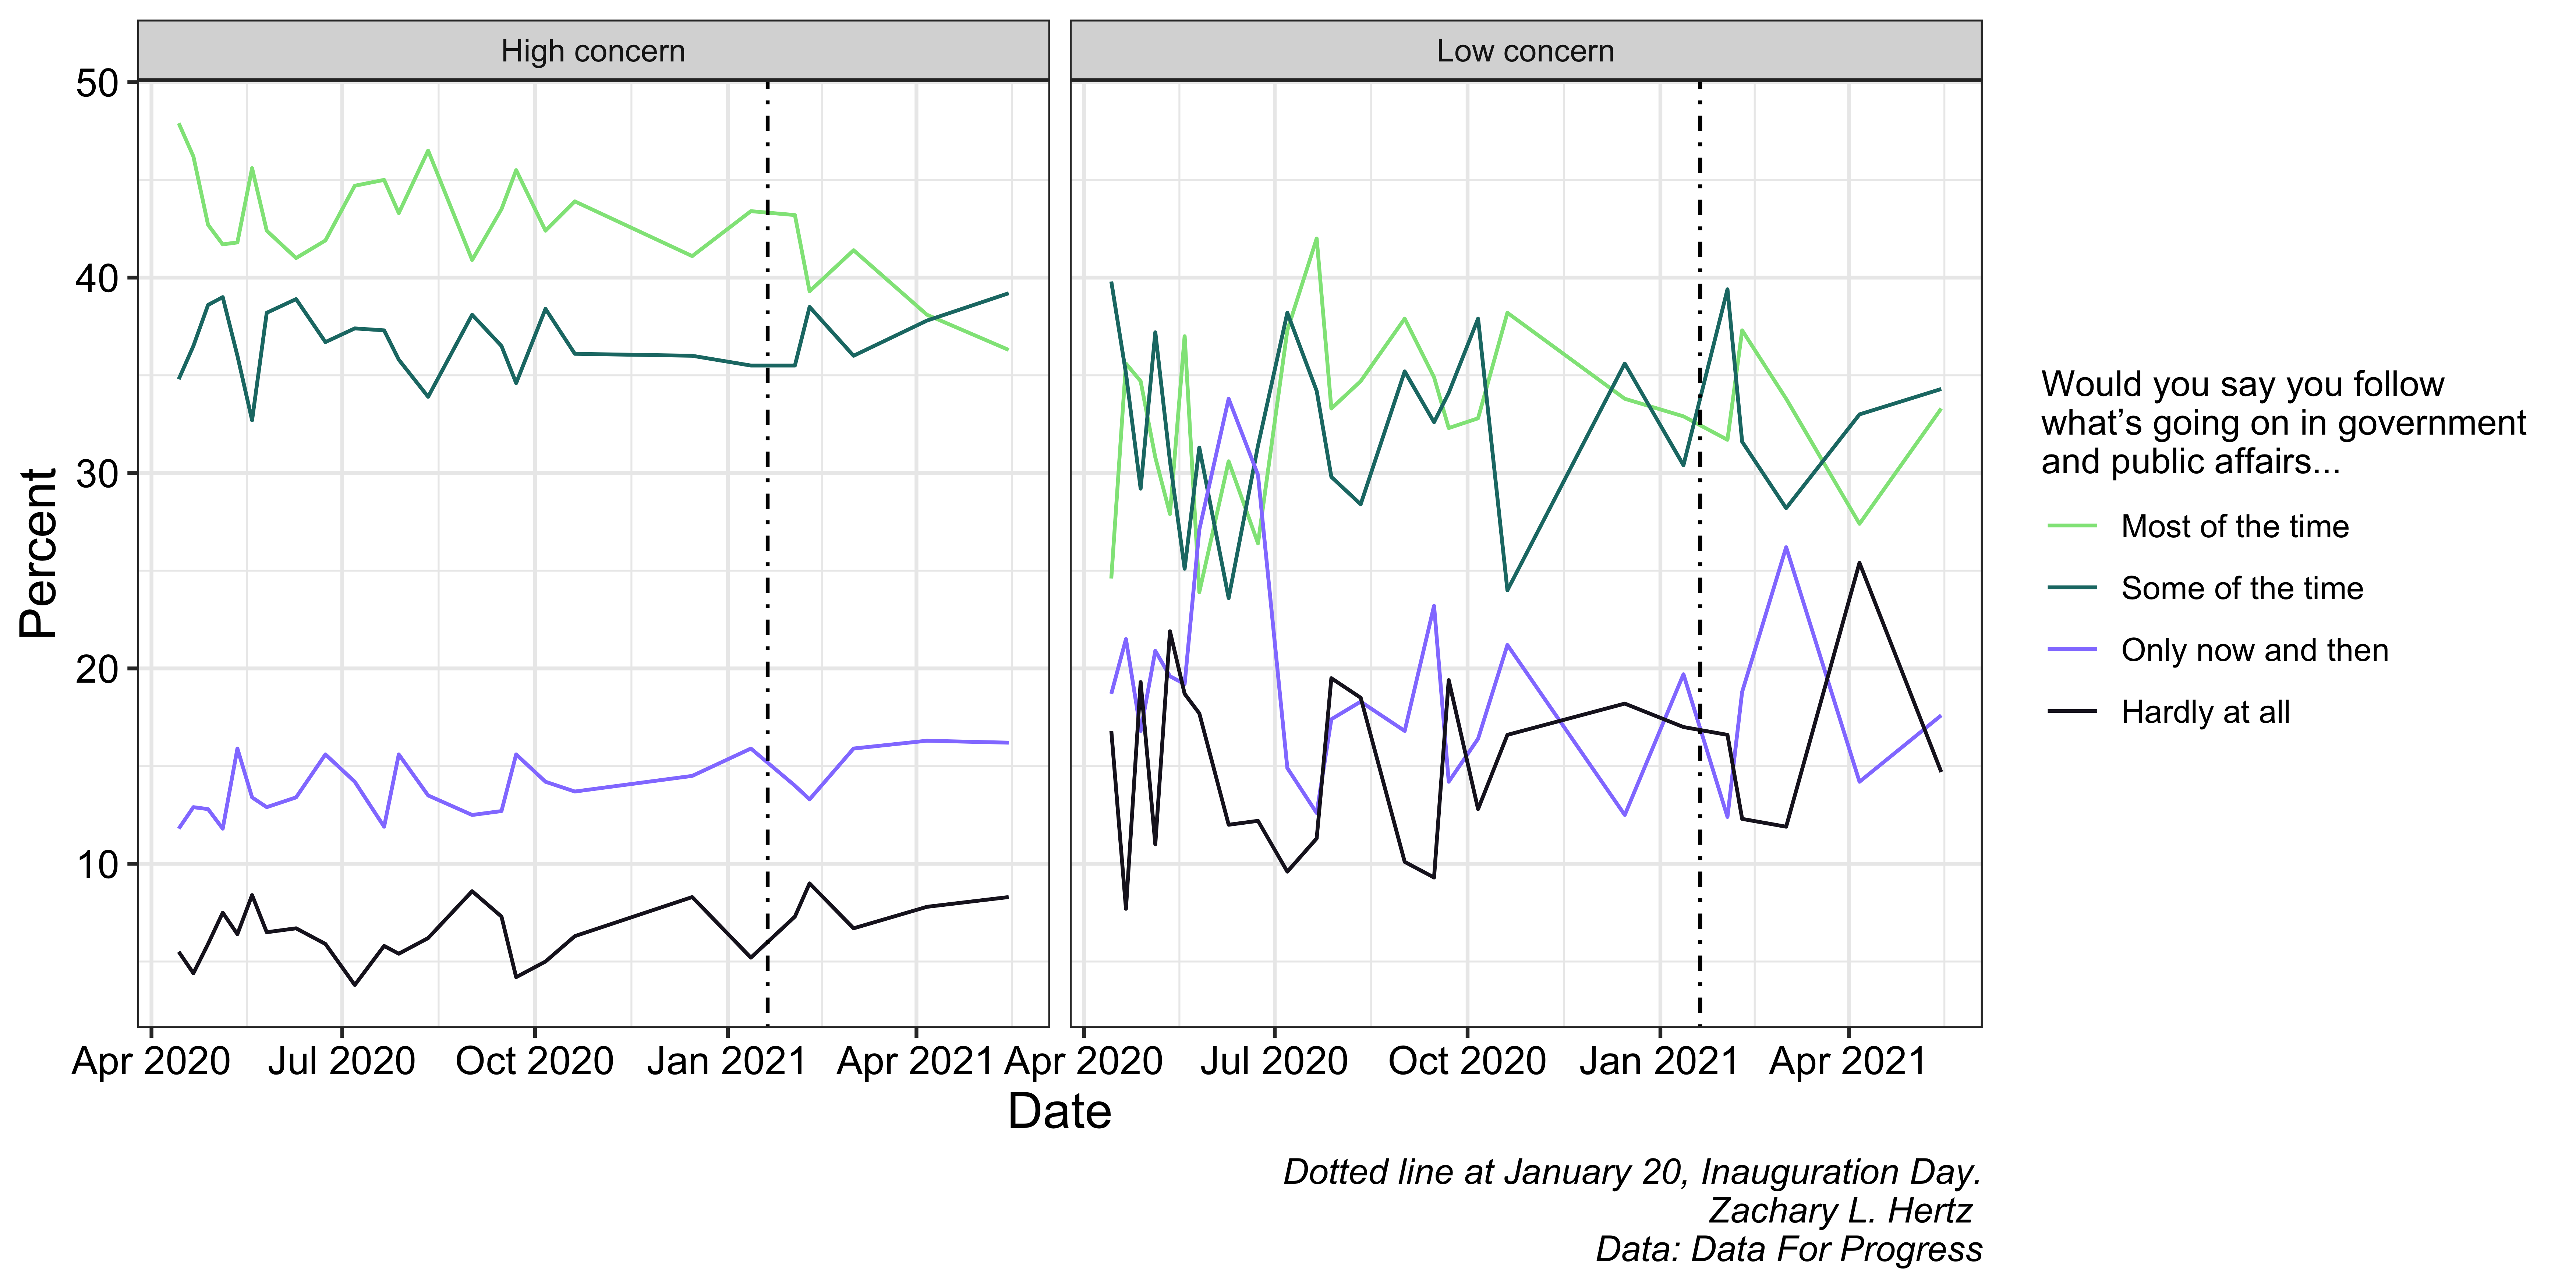 High concern
Low concern
50
40
30
20
10
Percent
Apr 2020 Jul 2020 Oct 2020 Jan 2021 Apr 2021
Apr 2020 Jul 2020 Oct 2020 Jan 2021 Apr 2021
Date
Would you say you follow
what’s going on in government
and public affairs...
Most of the time
Some of the time
Only now and then
Hardly at all
Dotted line at January 20, Inauguration Day.
Zachary L. Hertz
Data: Data For Progress